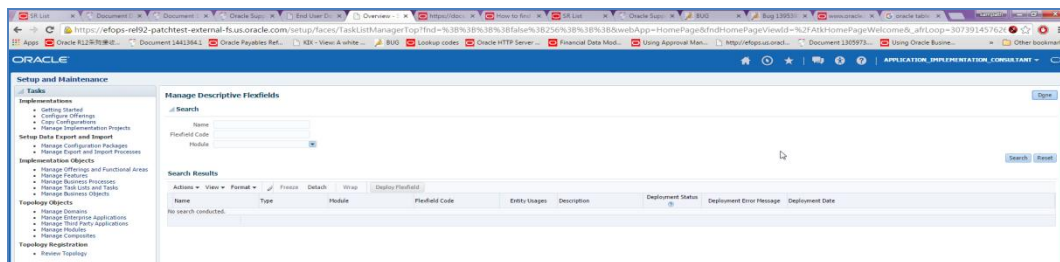 SR List
Document
Document
Oracle Supp
End User Do
Overview -
https://docs
How to find
SR List
Oracle Supp
BUG
Bug 13953
www.oracle
oracle table
https://efops-rel92-patchtest-external-fs.us.oracle.com/setup/faces/TaskListManagerTop?fnd=%3B%3B%3B%3Bfalse%3B256%3B%3B%3B&webApp=HomePage&fndHomePageViewId=%2FAtkHomePageWelcome&_afrLoop=3073914576
Apps
Document 1441364.1
Oracle Payables Ref...
KIX - View: A white ...
BUG
Lookup codes
Oracle HTTP Server ...
Financial Data Mod...
Using Approval Man...
http://efops.us.oracl...
Document 1305973...
Using Oracle Busine...
Other bookmar
ORACLE
APPLICATION_IMPLEMENTATION_CONSULTANT
Setup and Maintenance
Tasks
Implementations
Getting Started
Configure Offerings
Copy Configurations
Manage Implementation Projects
Setup Data Export and Import
Manage Configuration Packages
Manage Export and Import Processes
Implementation Objects
Manage Offerings and Functional Areas
Manage Features
Manage Business Processes
Manage Task Lists and Tasks
Manage Business Objects
Topology Objects
Manage Domains
Manage Enterprise Applications
Manage Third Party Applications
Manage Modules
Manage Composites
Topology Registration
Review Topology
Manage Descriptive Flexfields
Done
Search
Name
Flexfield Code
Module
Search Reset
Search Results
Actions View Format Freeze Detach Wrap Deploy Flexfield
Name Type Module Flexfield Code Entity Usages Description Deployment Status Deployment Error Message Deployment Date
No search conducted.